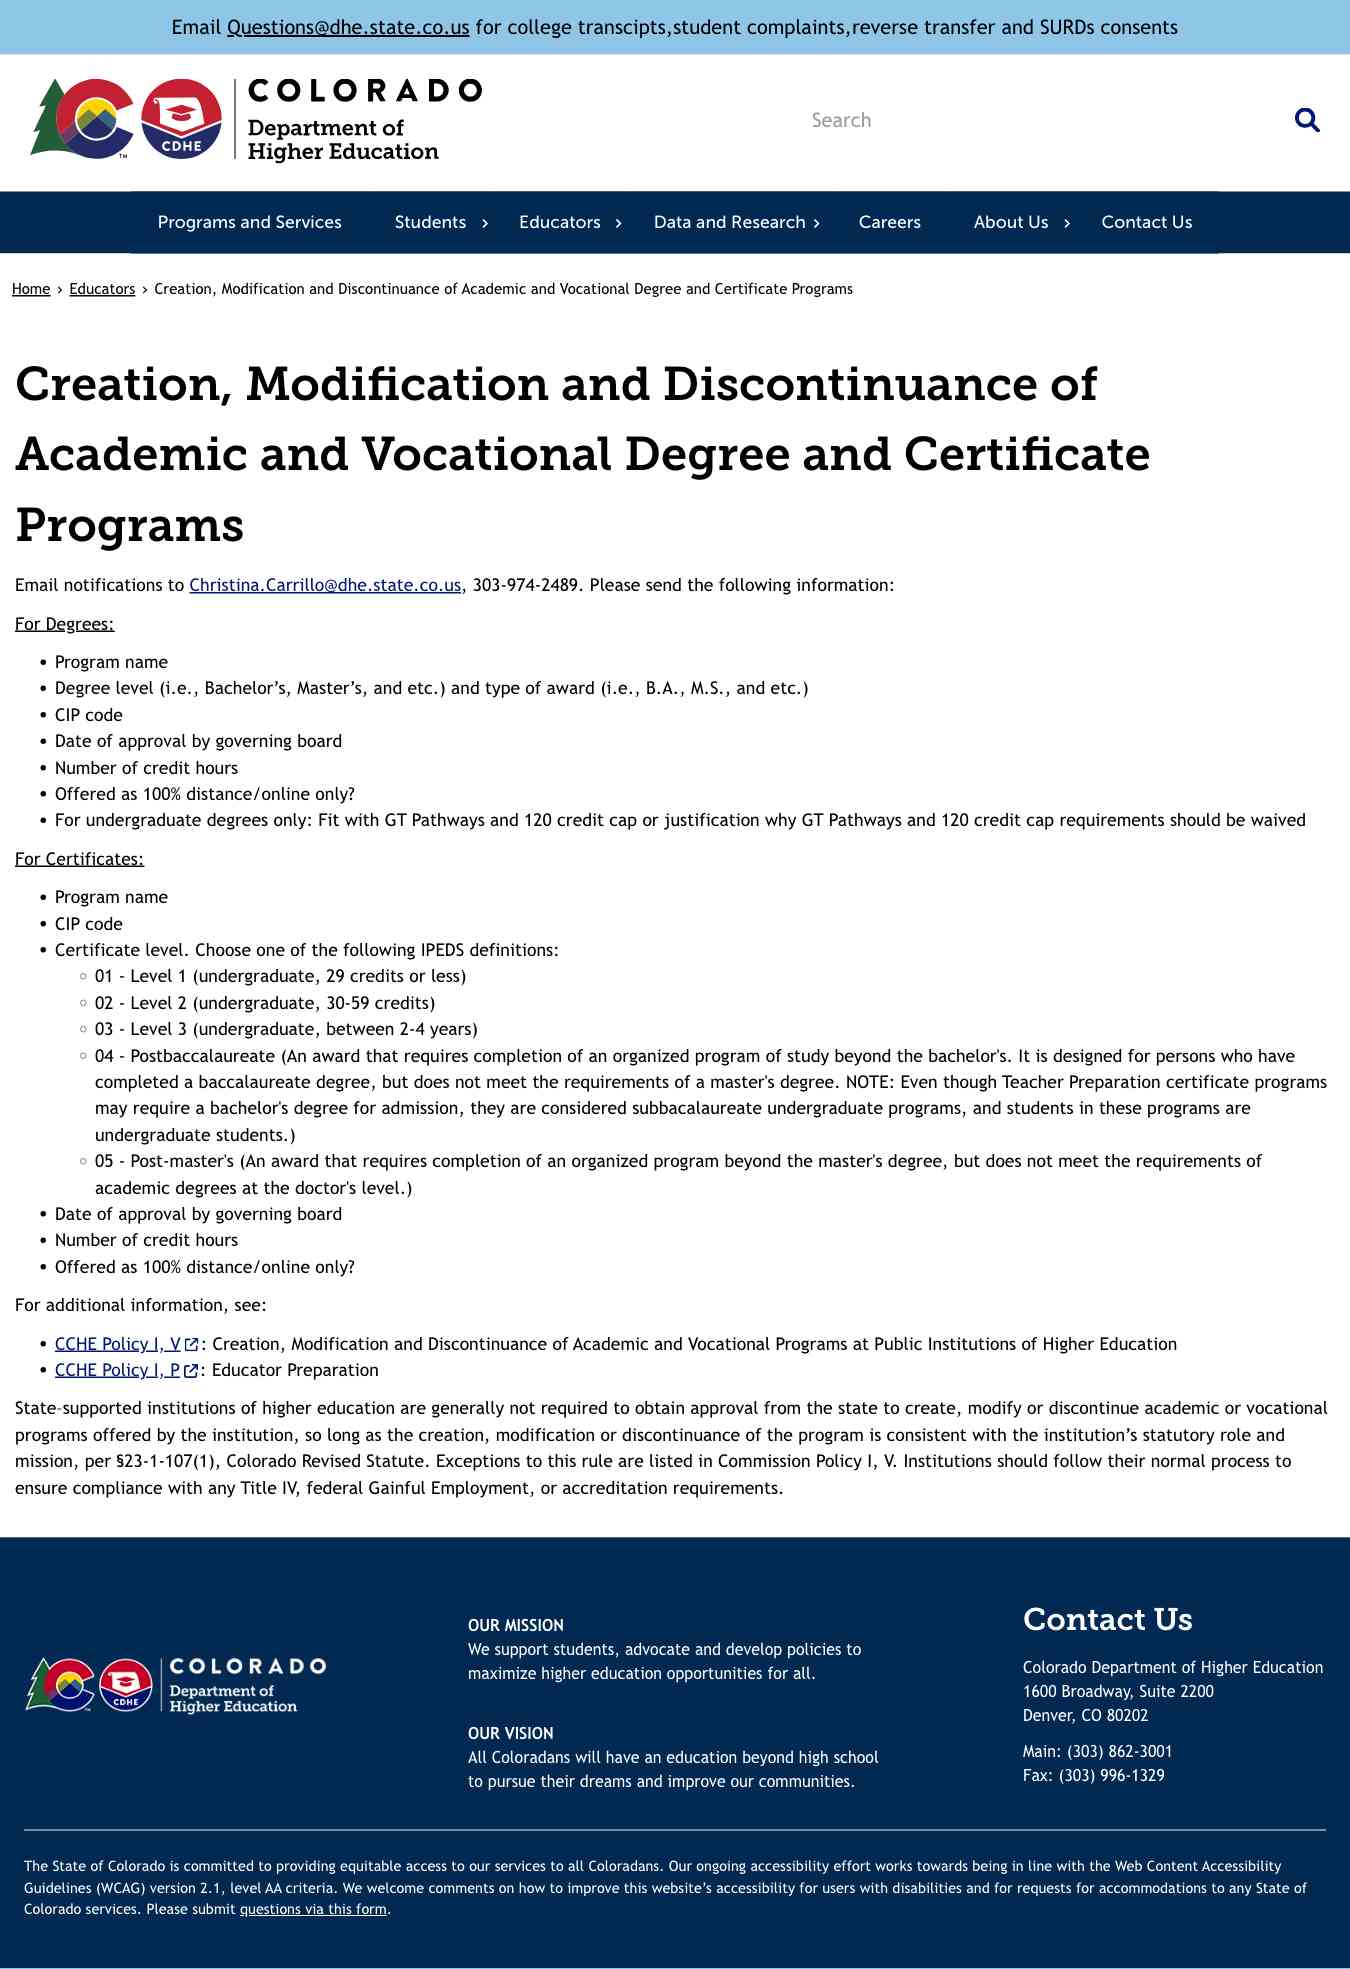 Email Questions@dhe.state.co.us for college transcipts,student complaints,reverse transfer and SURDs consents
CDHE
TM
COLORADO
Department of
Higher Education
Search
Programs and Services Students › Educators › Data and Research › Careers About Us › Contact Us
Home › Educators › Creation, Modification and Discontinuance of Academic and Vocational Degree and Certificate Programs
Creation, Modification and Discontinuance of
Academic and Vocational Degree and Certificate
Programs
Email notifications to Christina.Carrillo@dhe.state.co.us, 303-974-2489. Please send the following information:
For Degrees:
• Program name
• Degree level (i.e., Bachelor’s, Master’s, and etc.) and type of award (i.e., B.A., M.S., and etc.)
• CIP code
• Date of approval by governing board
• Number of credit hours
• Offered as 100% distance/online only?
• For undergraduate degrees only: Fit with GT Pathways and 120 credit cap or justification why GT Pathways and 120 credit cap requirements should be waived
For Certificates:
• Program name
• CIP code
• Certificate level. Choose one of the following IPEDS definitions:
◦ 01 - Level 1 (undergraduate, 29 credits or less)
◦ 02 - Level 2 (undergraduate, 30-59 credits)
◦ 03 - Level 3 (undergraduate, between 2-4 years)
◦ 04 - Postbaccalaureate (An award that requires completion of an organized program of study beyond the bachelor's. It is designed for persons who have
completed a baccalaureate degree, but does not meet the requirements of a master's degree. NOTE: Even though Teacher Preparation certificate programs
may require a bachelor's degree for admission, they are considered subbacalaureate undergraduate programs, and students in these programs are
undergraduate students.)
◦ 05 - Post-master's (An award that requires completion of an organized program beyond the master's degree, but does not meet the requirements of
academic degrees at the doctor's level.)
• Date of approval by governing board
• Number of credit hours
• Offered as 100% distance/online only?
For additional information, see:
• CCHE Policy I, V: Creation, Modification and Discontinuance of Academic and Vocational Programs at Public Institutions of Higher Education
• CCHE Policy I, P: Educator Preparation
State-supported institutions of higher education are generally not required to obtain approval from the state to create, modify or discontinue academic or vocational
programs offered by the institution, so long as the creation, modification or discontinuance of the program is consistent with the institution’s statutory role and
mission, per §23-1-107(1), Colorado Revised Statute. Exceptions to this rule are listed in Commission Policy I, V. Institutions should follow their normal process to
ensure compliance with any Title IV, federal Gainful Employment, or accreditation requirements.
CDHE
TM
COLORADO
Department of
Higher Education
OUR MISSION
We support students, advocate and develop policies to
maximize higher education opportunities for all.
OUR VISION
All Coloradans will have an education beyond high school
to pursue their dreams and improve our communities.
Contact Us
Colorado Department of Higher Education
1600 Broadway, Suite 2200
Denver, CO 80202
Main: (303) 862-3001
Fax: (303) 996-1329
The State of Colorado is committed to providing equitable access to our services to all Coloradans. Our ongoing accessibility effort works towards being in line with the Web Content Accessibility
Guidelines (WCAG) version 2.1, level AA criteria. We welcome comments on how to improve this website’s accessibility for users with disabilities and for requests for accommodations to any State of
Colorado services. Please submit questions via this form.